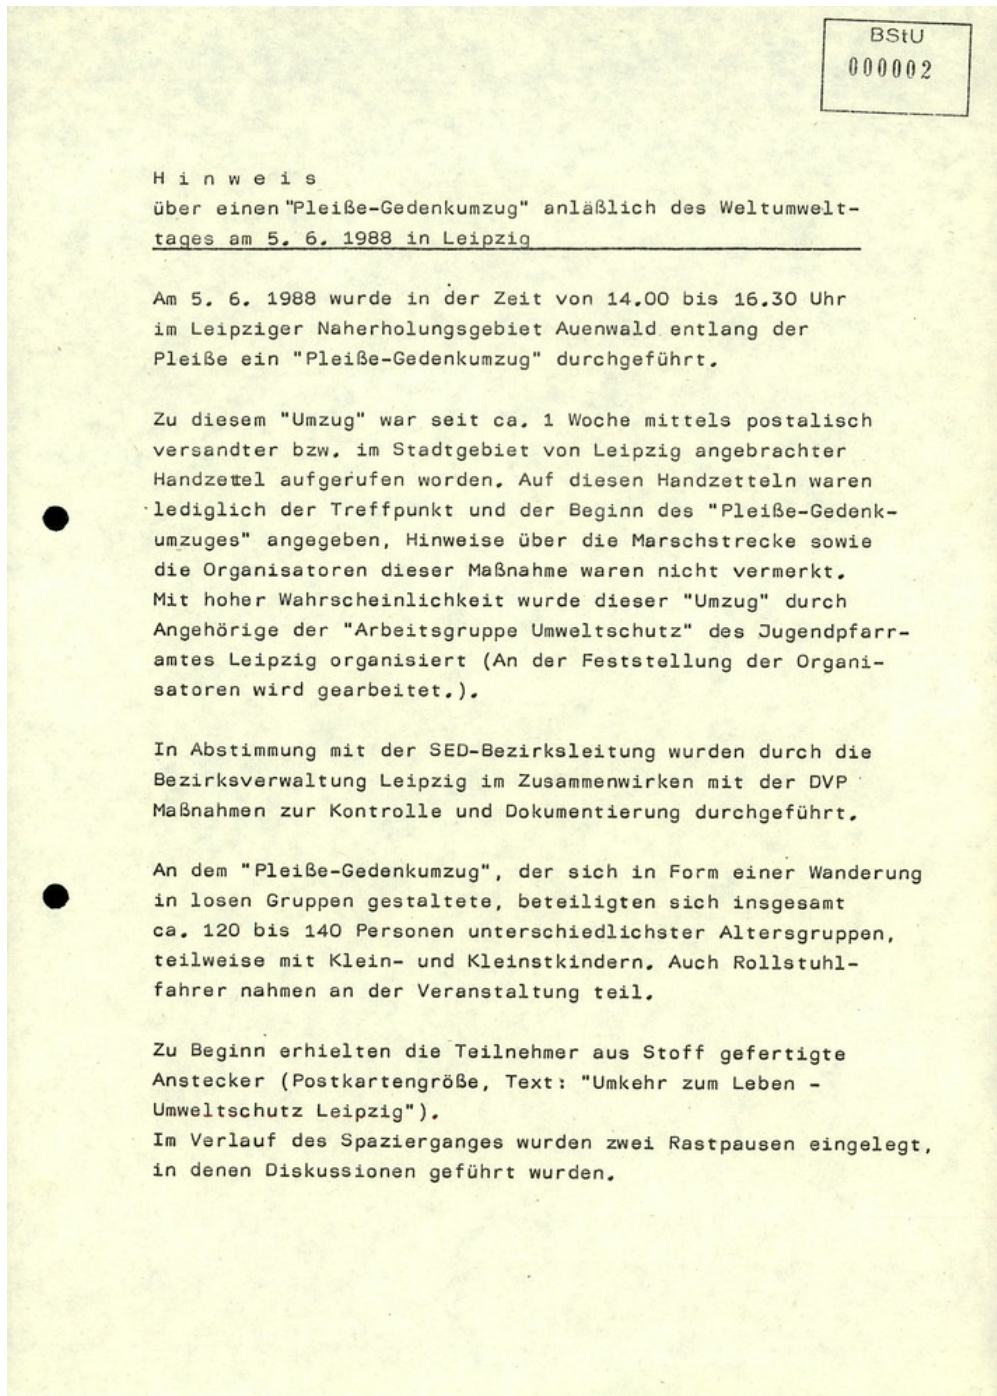 BStU
000002
H i n w e i s
über einen "Pleiße-Gedenkumzug" anläßlich des Weltumwelt-
tages am 5. 6. 1988 in Leipzig
Am 5. 6. 1988 wurde in der Zeit von 14.00 bis 16.30 Uhr
im Leipziger Naherholungsgebiet Auenwald entlang der
Pleiße ein "Pleiße-Gedenkumzug" durchgeführt.
Zu diesem "Umzug" war seit ca. 1 Woche mittels postalisch
versandter bzw. im Stadtgebiet von Leipzig angebrachter
Handzettel aufgerufen worden. Auf diesen Handzetteln waren
lediglich der Treffpunkt und der Beginn des "Pleiße-Gedenk-
umzuges" angegeben, Hinweise über die Marschstrecke sowie
die Organisatoren dieser Maßnahme waren nicht vermerkt.
Mit hoher Wahrscheinlichkeit wurde dieser "Umzug" durch
Angehörige der "Arbeitsgruppe Umweltschutz" des Jugendpfarr-
amtes Leipzig organisiert (An der Feststellung der Organi-
satoren wird gearbeitet.).
In Abstimmung mit der SED-Bezirksleitung wurden durch die
Bezirksverwaltung Leipzig im Zusammenwirken mit der DVP
Maßnahmen zur Kontrolle und Dokumentierung durchgeführt.
An dem "Pleiße-Gedenkumzug", der sich in Form einer Wanderung
in losen Gruppen gestaltete, beteiligten sich insgesamt
ca. 120 bis 140 Personen unterschiedlichster Altersgruppen,
teilweise mit Klein- und Kleinstkindern. Auch Rollstuhl-
fahrer nahmen an der Veranstaltung teil.
Zu Beginn erhielten die Teilnehmer aus Stoff gefertigte
Anstecker (Postkartengröße, Text: "Umkehr zum Leben -
Umweltschutz Leipzig").
Im Verlauf des Spazierganges wurden zwei Rastpausen eingelegt,
in denen Diskussionen geführt wurden.